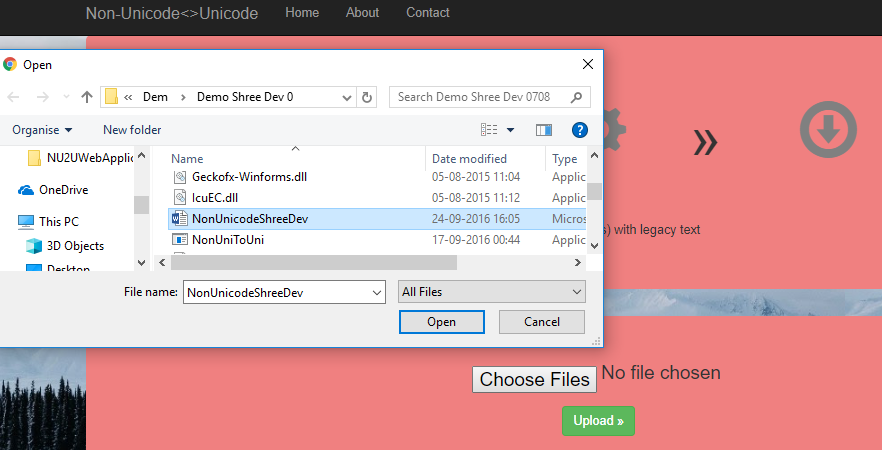 Non-Unicode<>Unicode Home About Contact
Open
« Dem > Demo Shree Dev 0
Search Demo Shree Dev 0708
Organise New folder
NU2UWebApplic
OneDrive
This PC
3D Objects
Desktop
Name Date modified Type
Geckofx-Winforms.dll 05-08-2015 11:04 Applic
IcuEC.dll 05-08-2015 11:12 Applic
NonUnicodeShreeDev 24-09-2016 16:05 Micros
NonUniToUni 17-09-2016 00:44 Applic
File name: NonUnicodeShreeDev All Files
Open Cancel
»
s) with legacy text
Choose Files No file chosen
Upload »